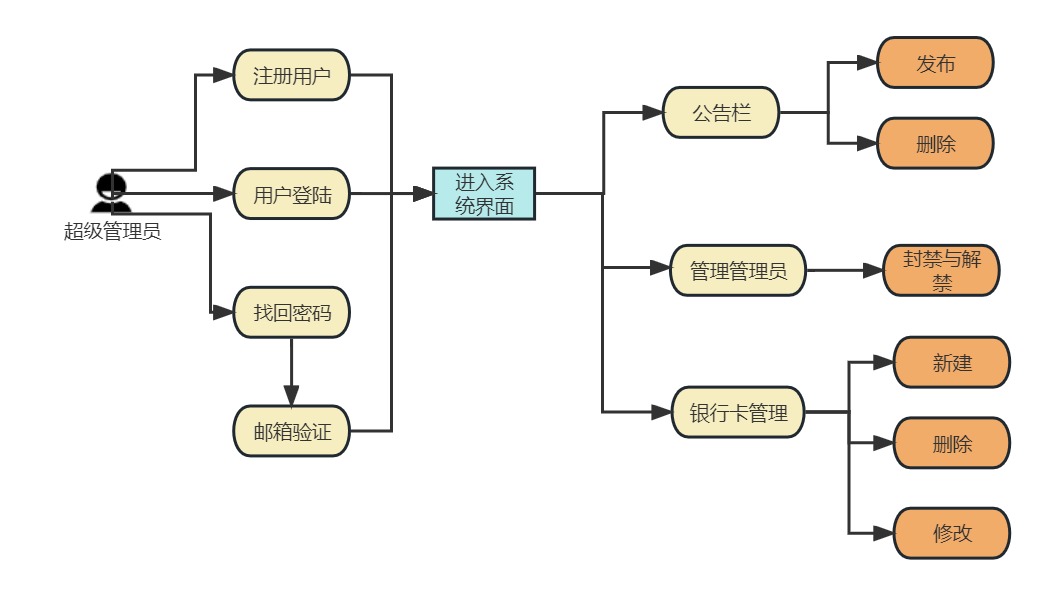 注册用户
用户登陆
超级管理员
找回密码
邮箱验证
进入系
统界面
公告栏
发布
删除
管理管理员
封禁与解
禁
银行卡管理
新建
删除
修改